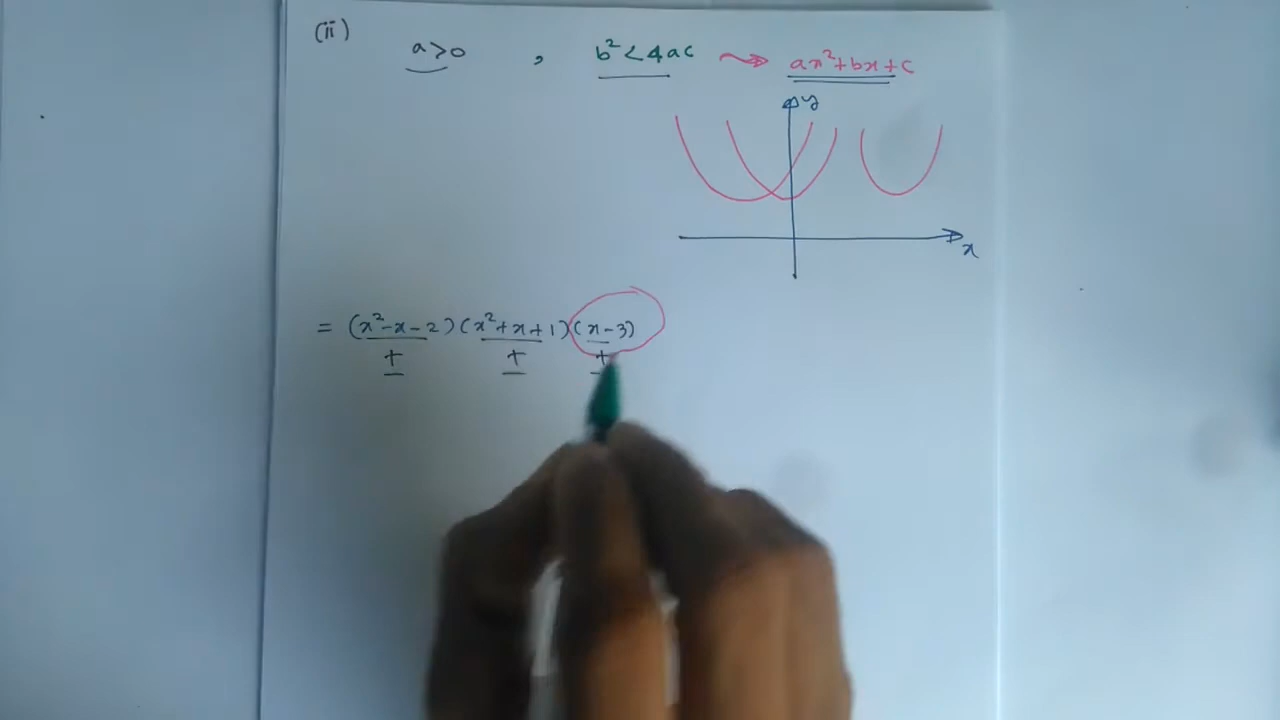 (ii)
a>0 , b²<4ac ⇝ ax²+bx+c
y
x
= (x²-x-2)(x²+x+1)(x-3)
+ + +